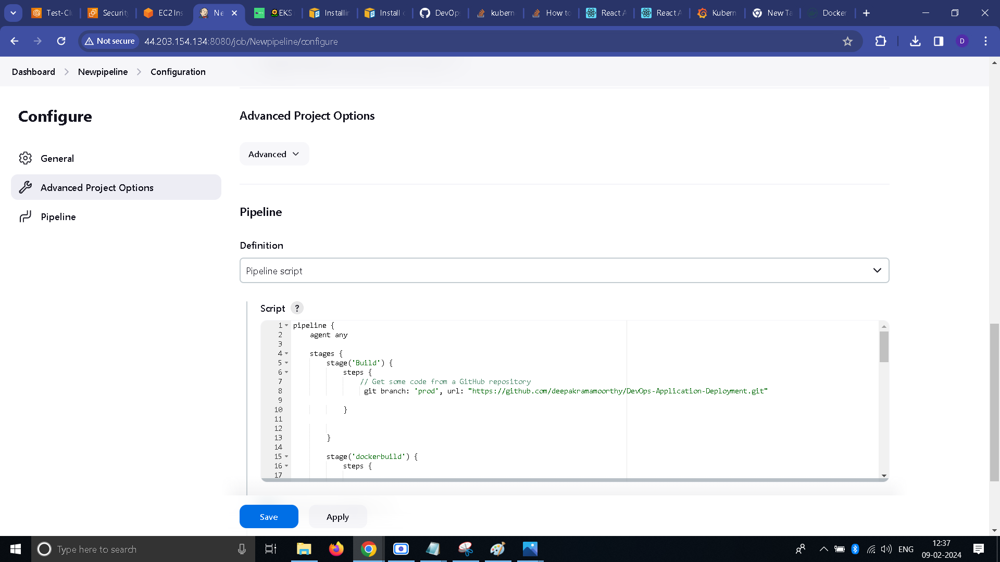 Test-Cl
Security
EC2 Ins
Ne
EKS
Installin
Install o
DevOps
kubern
How to
React A
React A
Kubern
New Ta
Docker
Not secure
44.203.154.134:8080/job/Newpipeline/configure
D
Dashboard
Newpipeline
Configuration
Configure
General
Advanced Project Options
Pipeline
Advanced Project Options
Advanced
Pipeline
Definition
Pipeline script
Script ?
1 pipeline {
2 agent any
3
4 stages {
5 stage('Build') {
6 steps {
7 // Get some code from a GitHub repository
8 git branch: 'prod', url: "https://github.com/deepakramamoorthy/DevOps-Application-Deployment.git"
9
10 }
11
12
13 }
14
15 stage('dockerbuild') {
16 steps {
17
Save
Apply
Type here to search
ENG
12:37
09-02-2024